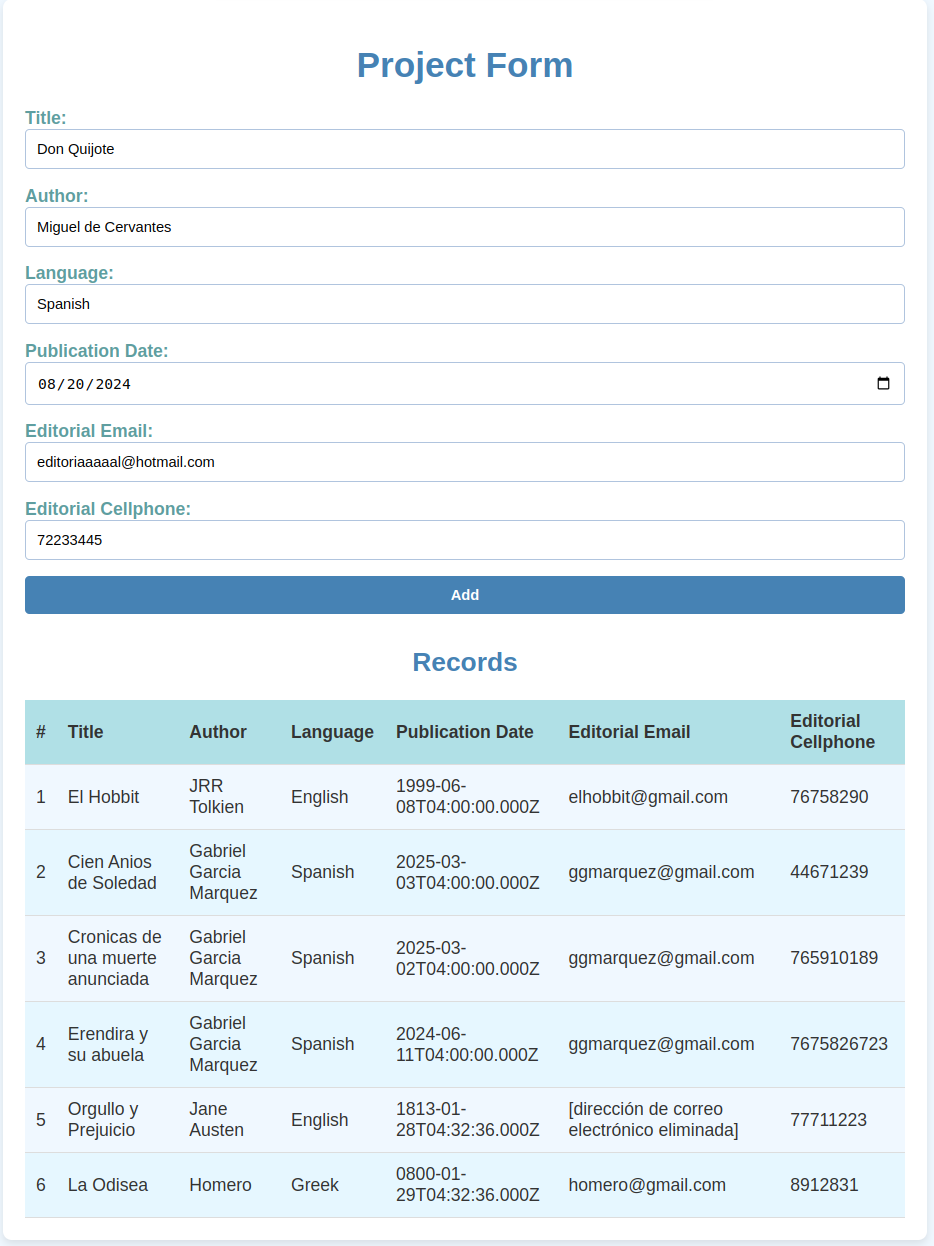 Project Form
Title:
Don Quijote
Author:
Miguel de Cervantes
Language:
Spanish
Publication Date:
08/20/2024
Editorial Email:
editoriaaaaal@hotmail.com
Editorial Cellphone:
72233445
Add
Records
# Title Author Language Publication Date Editorial Email Editorial Cellphone
1 El Hobbit JRR Tolkien English 1999-06-08T04:00:00.000Z elhobbit@gmail.com 76758290
2 Cien Anios de Soledad Gabriel Garcia Marquez Spanish 2025-03-03T04:00:00.000Z ggmarquez@gmail.com 44671239
3 Cronicas de una muerte anunciada Gabriel Garcia Marquez Spanish 2025-03-02T04:00:00.000Z ggmarquez@gmail.com 765910189
4 Erendira y su abuela Gabriel Garcia Marquez Spanish 2024-06-11T04:00:00.000Z ggmarquez@gmail.com 7675826723
5 Orgullo y Prejuicio Jane Austen English 1813-01-28T04:32:36.000Z [dirección de correo electrónico eliminada] 77711223
6 La Odisea Homero Greek 0800-01-29T04:32:36.000Z homero@gmail.com 8912831